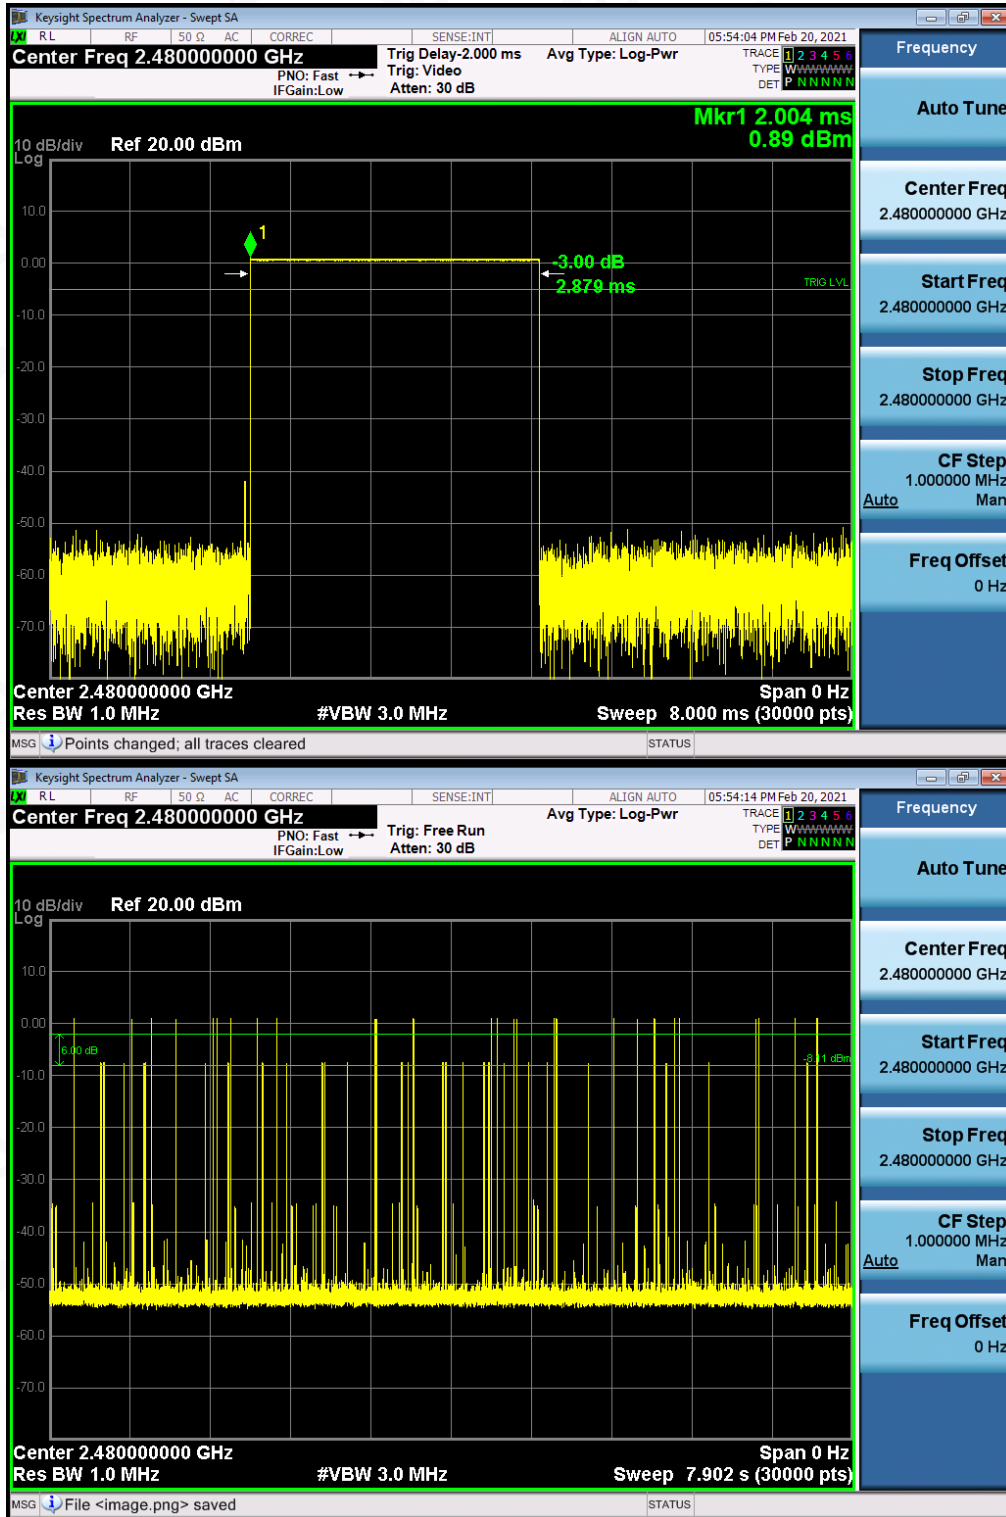 Keysight Spectrum Analyzer - Swept SA
LXI RL RF 50 Ω AC CORREC SENSE:INT ALIGN AUTO 05:54:04 PM Feb 20, 2021
Center Freq 2.480000000 GHz
PNO: Fast
IFGain:Low
Trig Delay-2.000 ms
Trig: Video
Atten: 30 dB
Avg Type: Log-Pwr
TRACE 1 2 3 4 5 6
TYPE WWWWWW
DET P N N N N N
Mkr1 2.004 ms
0.89 dBm
10 dB/div Ref 20.00 dBm
Log
10.0
0.00
-10.0
-20.0
-30.0
-40.0
-50.0
-60.0
-70.0
1
-3.00 dB
2.879 ms
TRIG LVL
Center 2.480000000 GHz Span 0 Hz
Res BW 1.0 MHz #VBW 3.0 MHz Sweep 8.000 ms (30000 pts)
MSG Points changed; all traces cleared STATUS
Frequency
Auto Tune
Center Freq
2.480000000 GHz
Start Freq
2.480000000 GHz
Stop Freq
2.480000000 GHz
CF Step
1.000000 MHz
Auto Man
Freq Offset
0 Hz
Keysight Spectrum Analyzer - Swept SA
LXI RL RF 50 Ω AC CORREC SENSE:INT ALIGN AUTO 05:54:14 PM Feb 20, 2021
Center Freq 2.480000000 GHz
PNO: Fast
IFGain:Low
Trig: Free Run
Atten: 30 dB
Avg Type: Log-Pwr
TRACE 1 2 3 4 5 6
TYPE WWWWWW
DET P N N N N N
10 dB/div Ref 20.00 dBm
Log
10.0
0.00
-10.0
-20.0
-30.0
-40.0
-50.0
-60.0
-70.0
6.00 dB
-8.11 dBm
Center 2.480000000 GHz Span 0 Hz
Res BW 1.0 MHz #VBW 3.0 MHz Sweep 7.902 s (30000 pts)
MSG File <image.png> saved STATUS
Frequency
Auto Tune
Center Freq
2.480000000 GHz
Start Freq
2.480000000 GHz
Stop Freq
2.480000000 GHz
CF Step
1.000000 MHz
Auto Man
Freq Offset
0 Hz